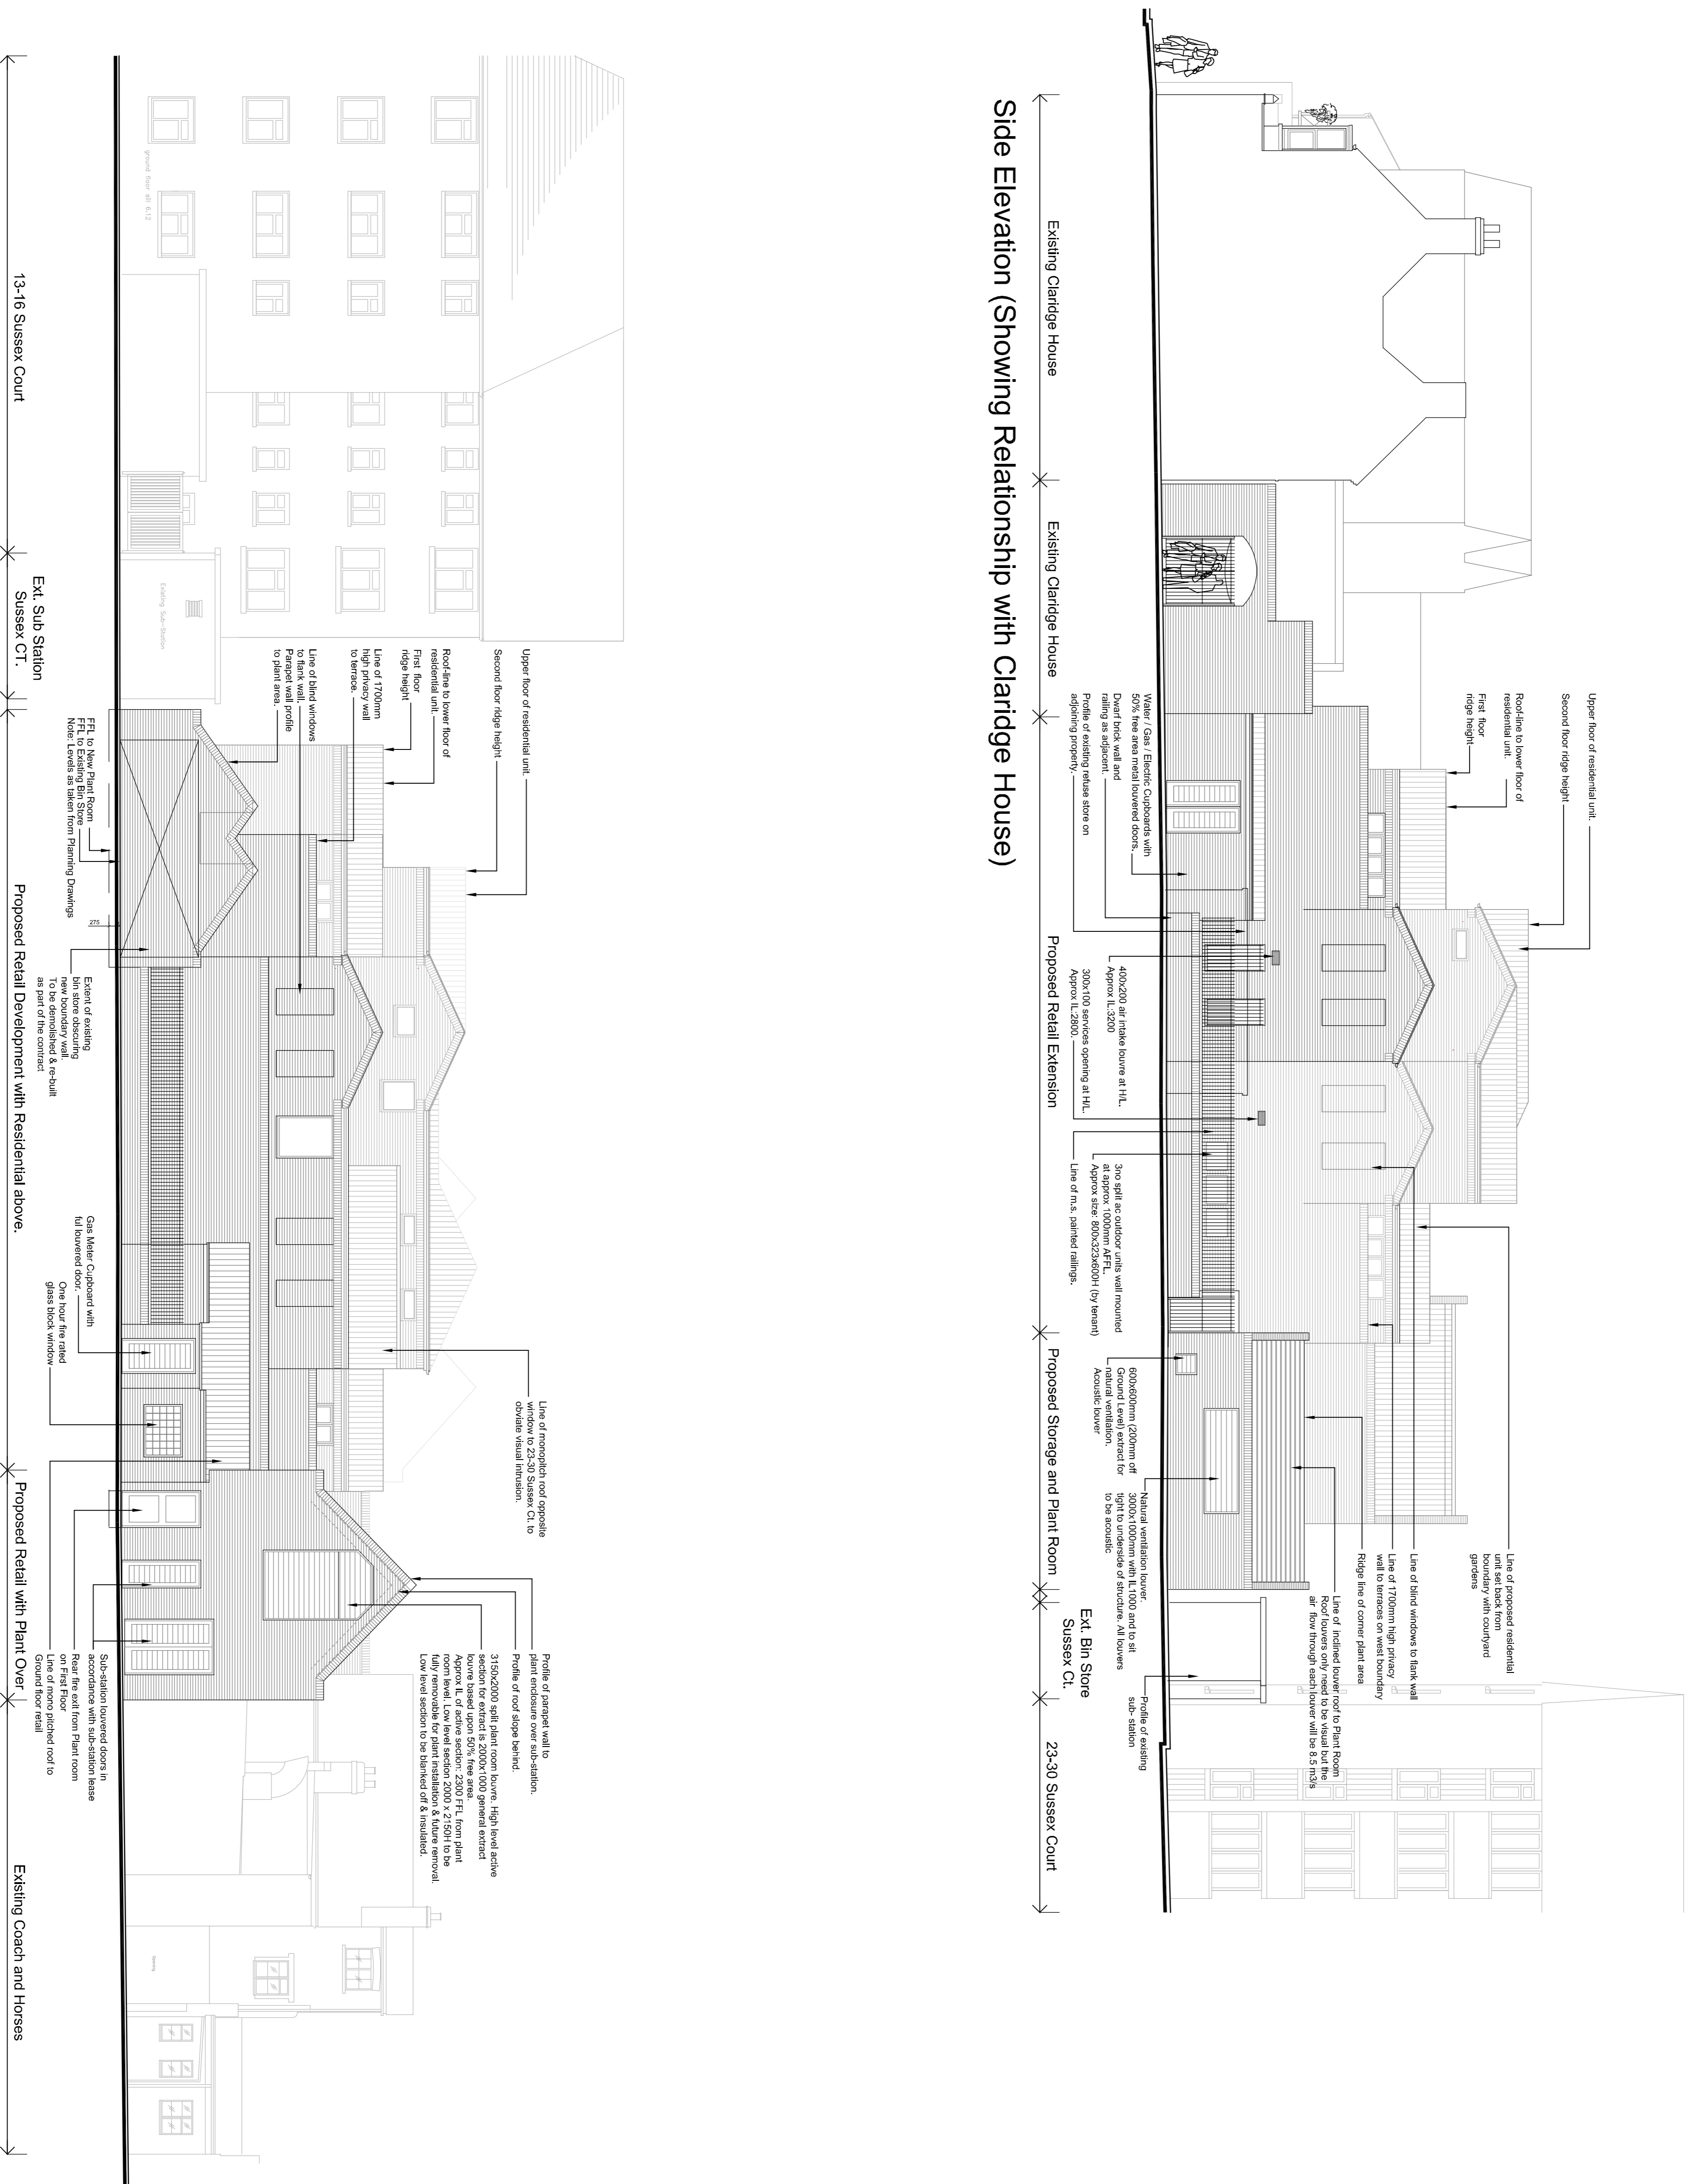 Upper floor of residential unit.
Second floor ridge height
Roof-line to lower floor of
residential unit.
First floor
ridge height
Water / Gas / Electric Cupboards with
50% free area metal louvered doors.
Dwarf brick wall and
railing as adjacent.
Profile of existing refuse store on
adjoining property.
400x200 air intake louvre at H/L.
Approx IL:3200
300x100 services opening at H/L.
Approx IL:2800.
3no split ac outdoor units wall mounted
at approx 1000mm AFFL.
Approx size: 800x323x600H (by tenant)
Line of m.s. painted railings.
600x600mm (200mm off
Ground Level) extract for
natural ventilation.
Acoustic louver
Natural ventilation louver.
3000x1000mm with IL1000 and to sit
tight to underside of structure. All louvers
to be acoustic
Line of proposed residential
unit set back from
boundary with courtyard
gardens
Line of blind windows to flank wall
Line of 1700mm high privacy
wall to terraces on west boundary
Ridge line of corner plant area
Line of inclined louver roof to Plant Room
Roof louvers only need to be visual but the
air flow through each louver will be 8.5 m3/s
Profile of existing
sub- station
Existing Claridge House
Existing Claridge House
Proposed Retail Extension
Proposed Storage and Plant Room
Ext. Bin Store
Sussex Ct.
23-30 Sussex Court
Side Elevation (Showing Relationship with Claridge House)
Upper floor of residential unit.
Second floor ridge height
Roof-line to lower floor of
residential unit.
First floor
ridge height
Line of 1700mm
high privacy wall
to terrace.
Line of blind windows
to flank wall.
Parapet wall profile
to plant area.
Line of monopitch roof opposite
window to 23-30 Sussex Ct. to
obviate visual intrusion.
Profile of parapet wall to
plant enclosure over sub-station.
Profile of roof slope behind.
3150x2000 split plant room louvre. High level active
section for extract is 2000x1000 general extract
louvre based upon 50% free area.
Approx IL of active section: 2300 FFL from plant
room level. Low level section 2000 x 2150H to be
fully removable for plant installation & future removal.
Low level section to be blanked off & insulated.
ground floor sill 6.12
Existing Sub-Station
Opening
FFL to New Plant Room
FFL to Existing Bin Store
Note: Levels as taken from Planning Drawings
275
Extent of existing
bin store obscuring
new boundary wall.
To be demolished & re-built
as part of the contract
Gas Meter Cupboard with
ful louvered door.
One hour fire rated
glass block window
Sub-station louvered doors in
accordance with sub-station lease
Rear fire exit from Plant room
on First Floor
Line of mono pitched roof to
Ground floor retail
13-16 Sussex Court
Ext. Sub Station
Sussex CT.
Proposed Retail Development with Residential above.
Proposed Retail with Plant Over
Existing Coach and Horses